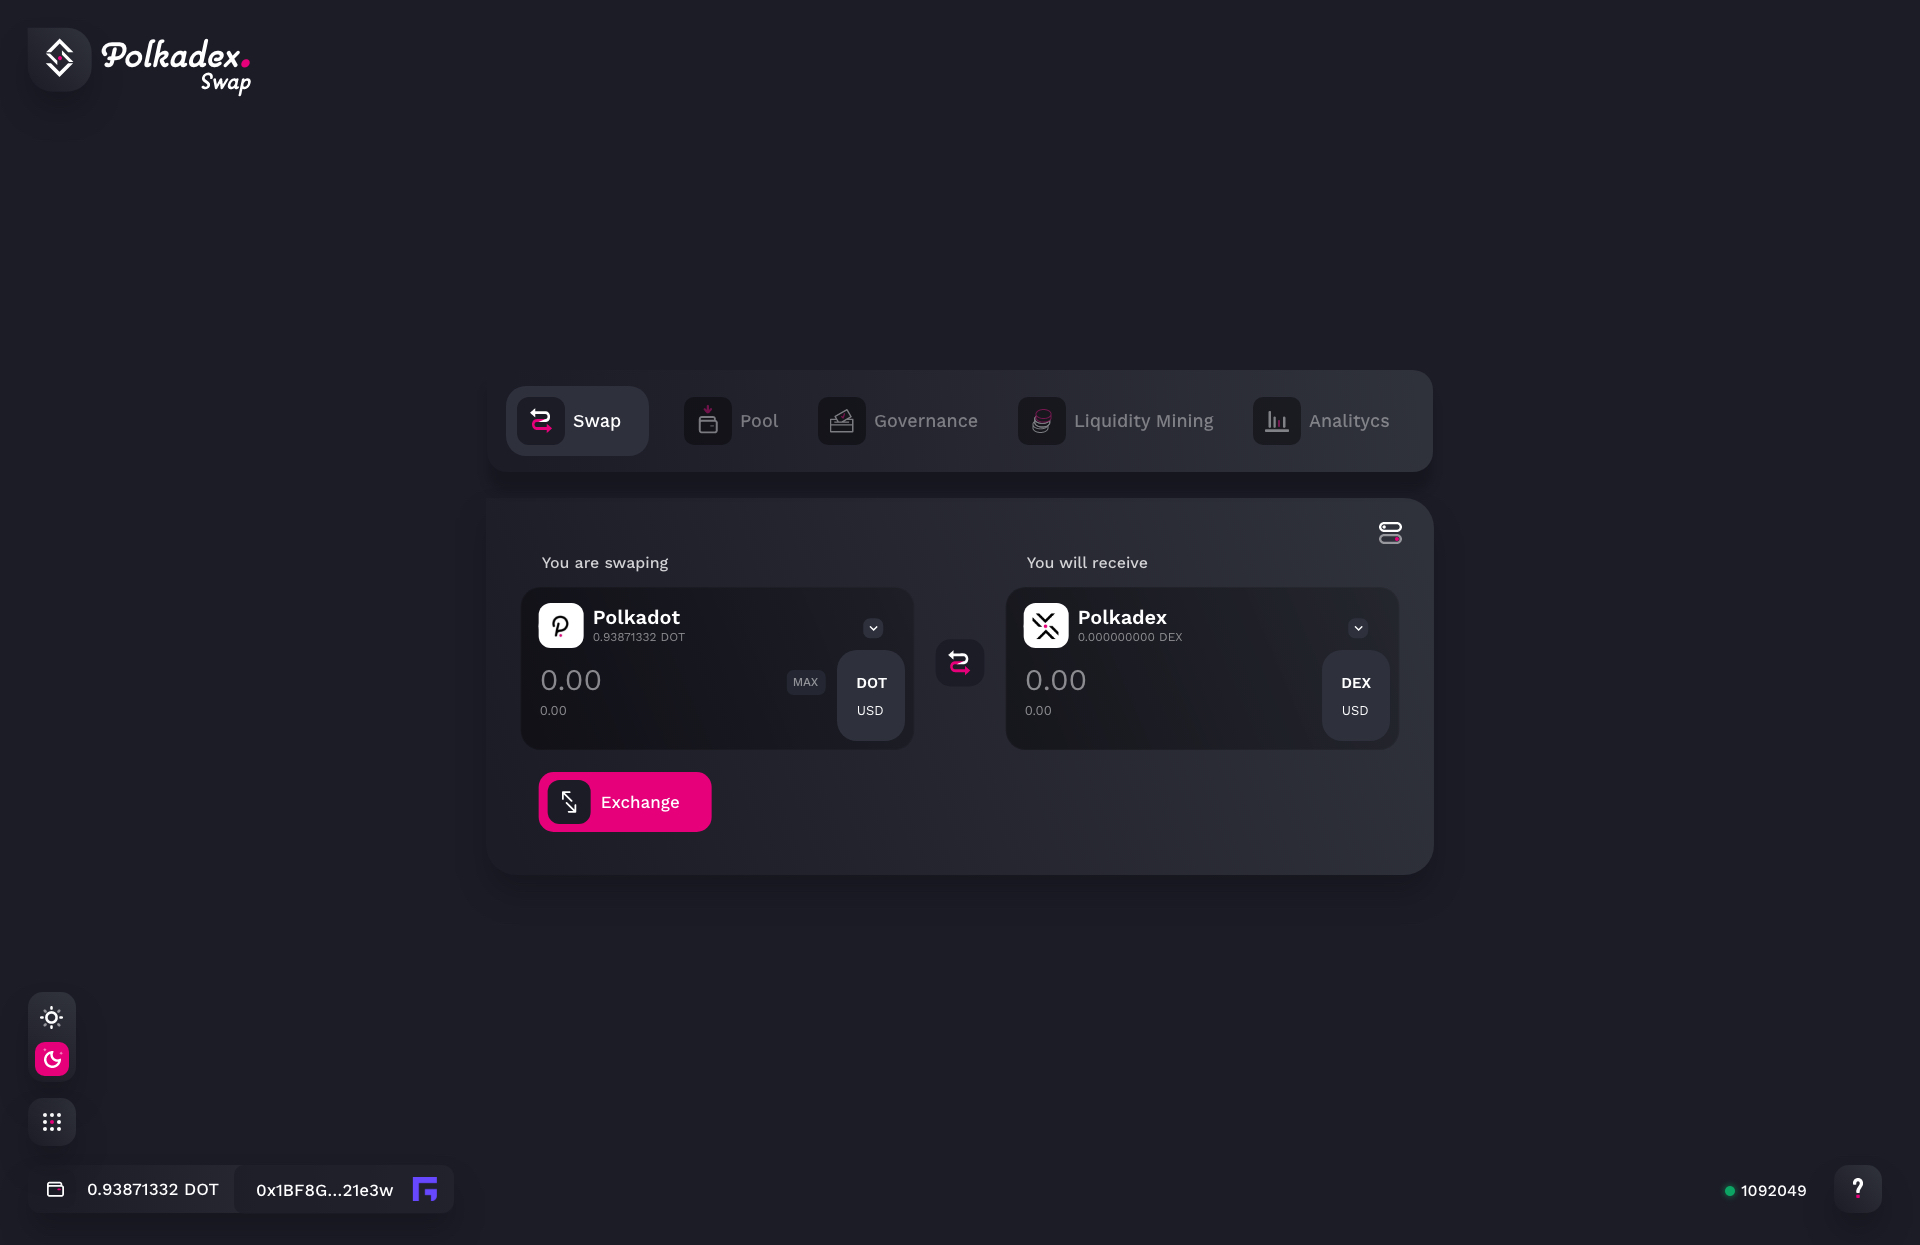 Polkadex.
Swap
Swap
Pool
Governance
Liquidity Mining
Analitycs
You are swaping
Polkadot
0.93871332 DOT
0.00
MAX
DOT
0.00
USD
You will receive
Polkadex
0.000000000 DEX
0.00
DEX
0.00
USD
Exchange
0.93871332 DOT
0x1BF8G...21e3w
1092049
?